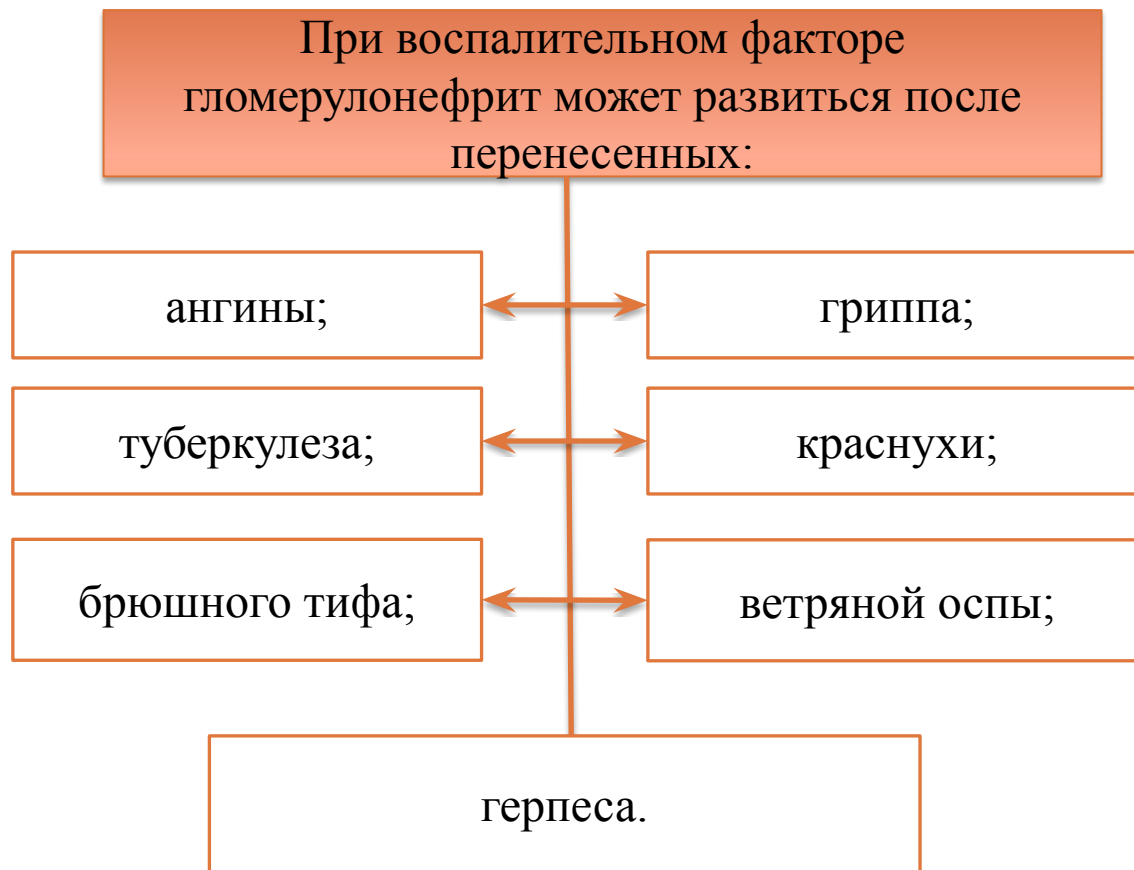 При воспалительном факторе
гломерулонефрит может развиться после
перенесенных:
ангины;
гриппа;
туберкулеза;
краснухи;
брюшного тифа;
ветряной оспы;
герпеса.